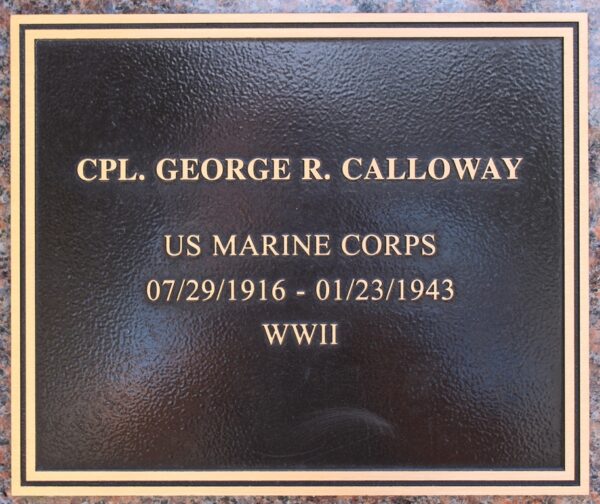 CPL. GEORGE R. CALLOWAY
US MARINE CORPS
07/29/1916 - 01/23/1943
WWII